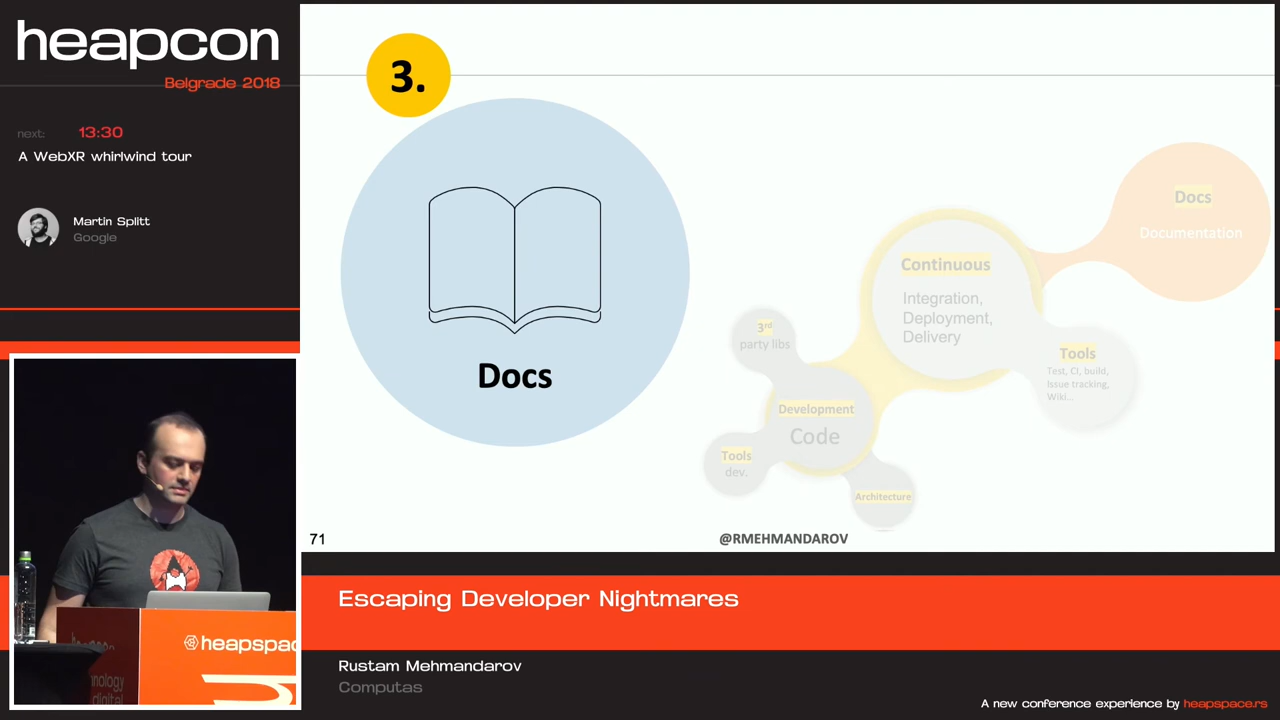 heapcon
Belgrade 2018
next: 13:30
A WebXR whirlwind tour
Martin Splitt
Google
3.
Docs
Docs
Documentation
Continuous
Integration,
Deployment,
Delivery
3rd
party libs
Tools
Test, CI, build,
Issue tracking,
Wiki...
Development
Code
Tools
dev.
Architecture
71
@RMEHMANDAROV
heapspac
Escaping Developer Nightmares
Rustam Mehmandarov
Computas
A new conference experience by heapspace.rs